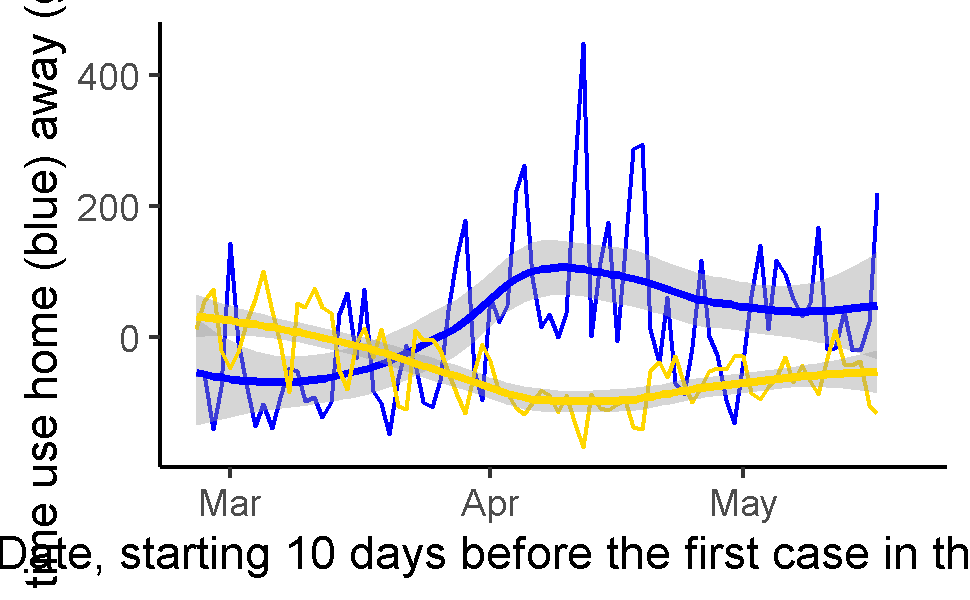 time use home (blue) away (
400
200
0
Mar Apr May
Date, starting 10 days before the first case in th